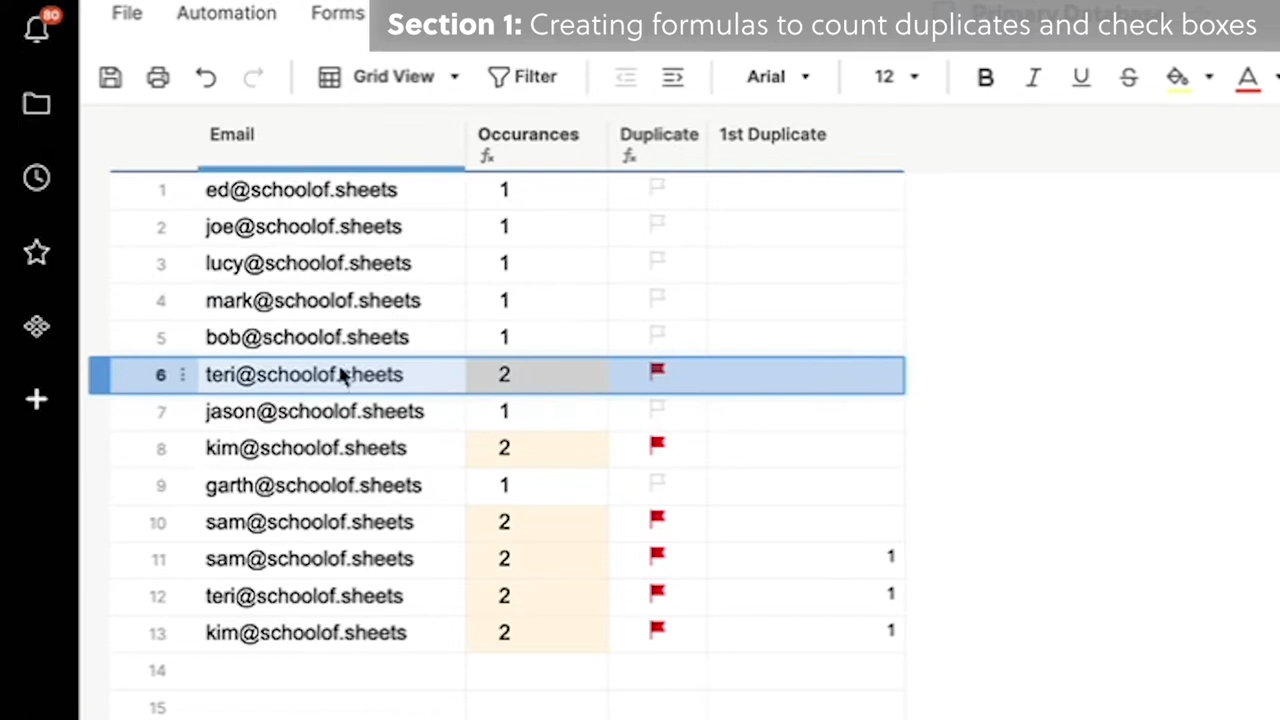 80
File Automation Forms
Section 1: Creating formulas to count duplicates and check boxes
Grid View Filter Arial 12 B I U S A
Email Occurances Duplicate 1st Duplicate
fx fx
1 ed@schoolof.sheets 1
2 joe@schoolof.sheets 1
3 lucy@schoolof.sheets 1
4 mark@schoolof.sheets 1
5 bob@schoolof.sheets 1
6 teri@schoolof.sheets 2
7 jason@schoolof.sheets 1
8 kim@schoolof.sheets 2
9 garth@schoolof.sheets 1
10 sam@schoolof.sheets 2
11 sam@schoolof.sheets 2 1
12 teri@schoolof.sheets 2 1
13 kim@schoolof.sheets 2 1
14
15